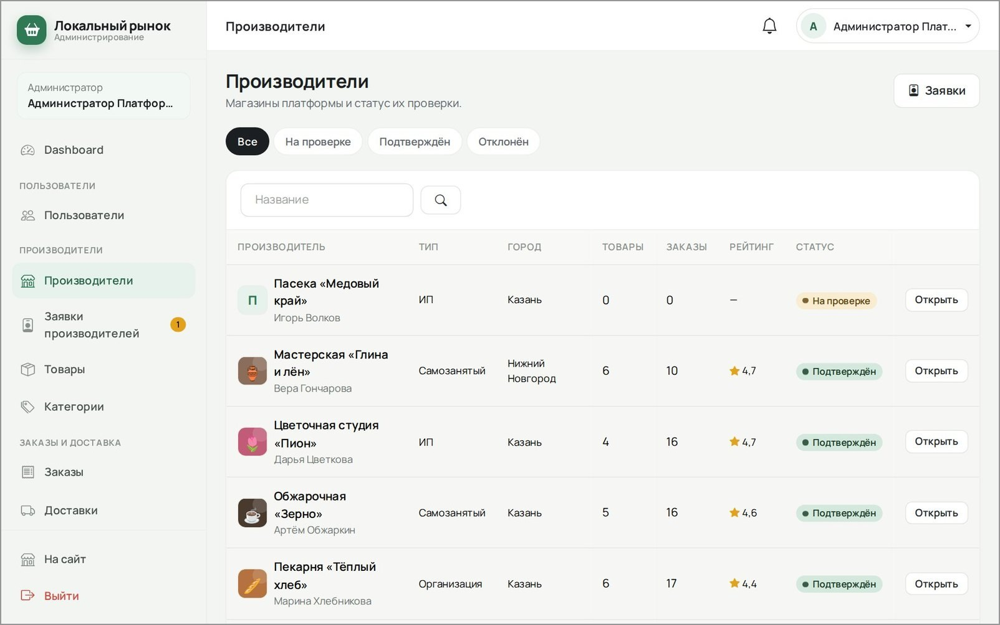 Локальный рынок
Администрирование
Администратор
Администратор Платфор...
Dashboard
ПОЛЬЗОВАТЕЛИ
Пользователи
ПРОИЗВОДИТЕЛИ
Производители
Заявки
производителей
1
Товары
Категории
ЗАКАЗЫ И ДОСТАВКА
Заказы
Доставки
На сайт
Выйти
Производители
А
Администратор Плат...
Производители
Магазины платформы и статус их проверки.
Заявки
Все
На проверке
Подтверждён
Отклонён
Название
ПРОИЗВОДИТЕЛЬ ТИП ГОРОД ТОВАРЫ ЗАКАЗЫ РЕЙТИНГ СТАТУС
П
Пасека «Медовый
край»
Игорь Волков
ИП
Казань
0
0
—
На проверке
Открыть
Мастерская «Глина
и лён»
Вера Гончарова
Самозанятый
Нижний
Новгород
6
10
4,7
Подтверждён
Открыть
Цветочная студия
«Пион»
Дарья Цветкова
ИП
Казань
4
16
4,7
Подтверждён
Открыть
Обжарочная
«Зерно»
Артём Обжаркин
Самозанятый
Казань
5
16
4,6
Подтверждён
Открыть
Пекарня «Тёплый
хлеб»
Марина Хлебникова
Организация
Казань
6
17
4,4
Подтверждён
Открыть